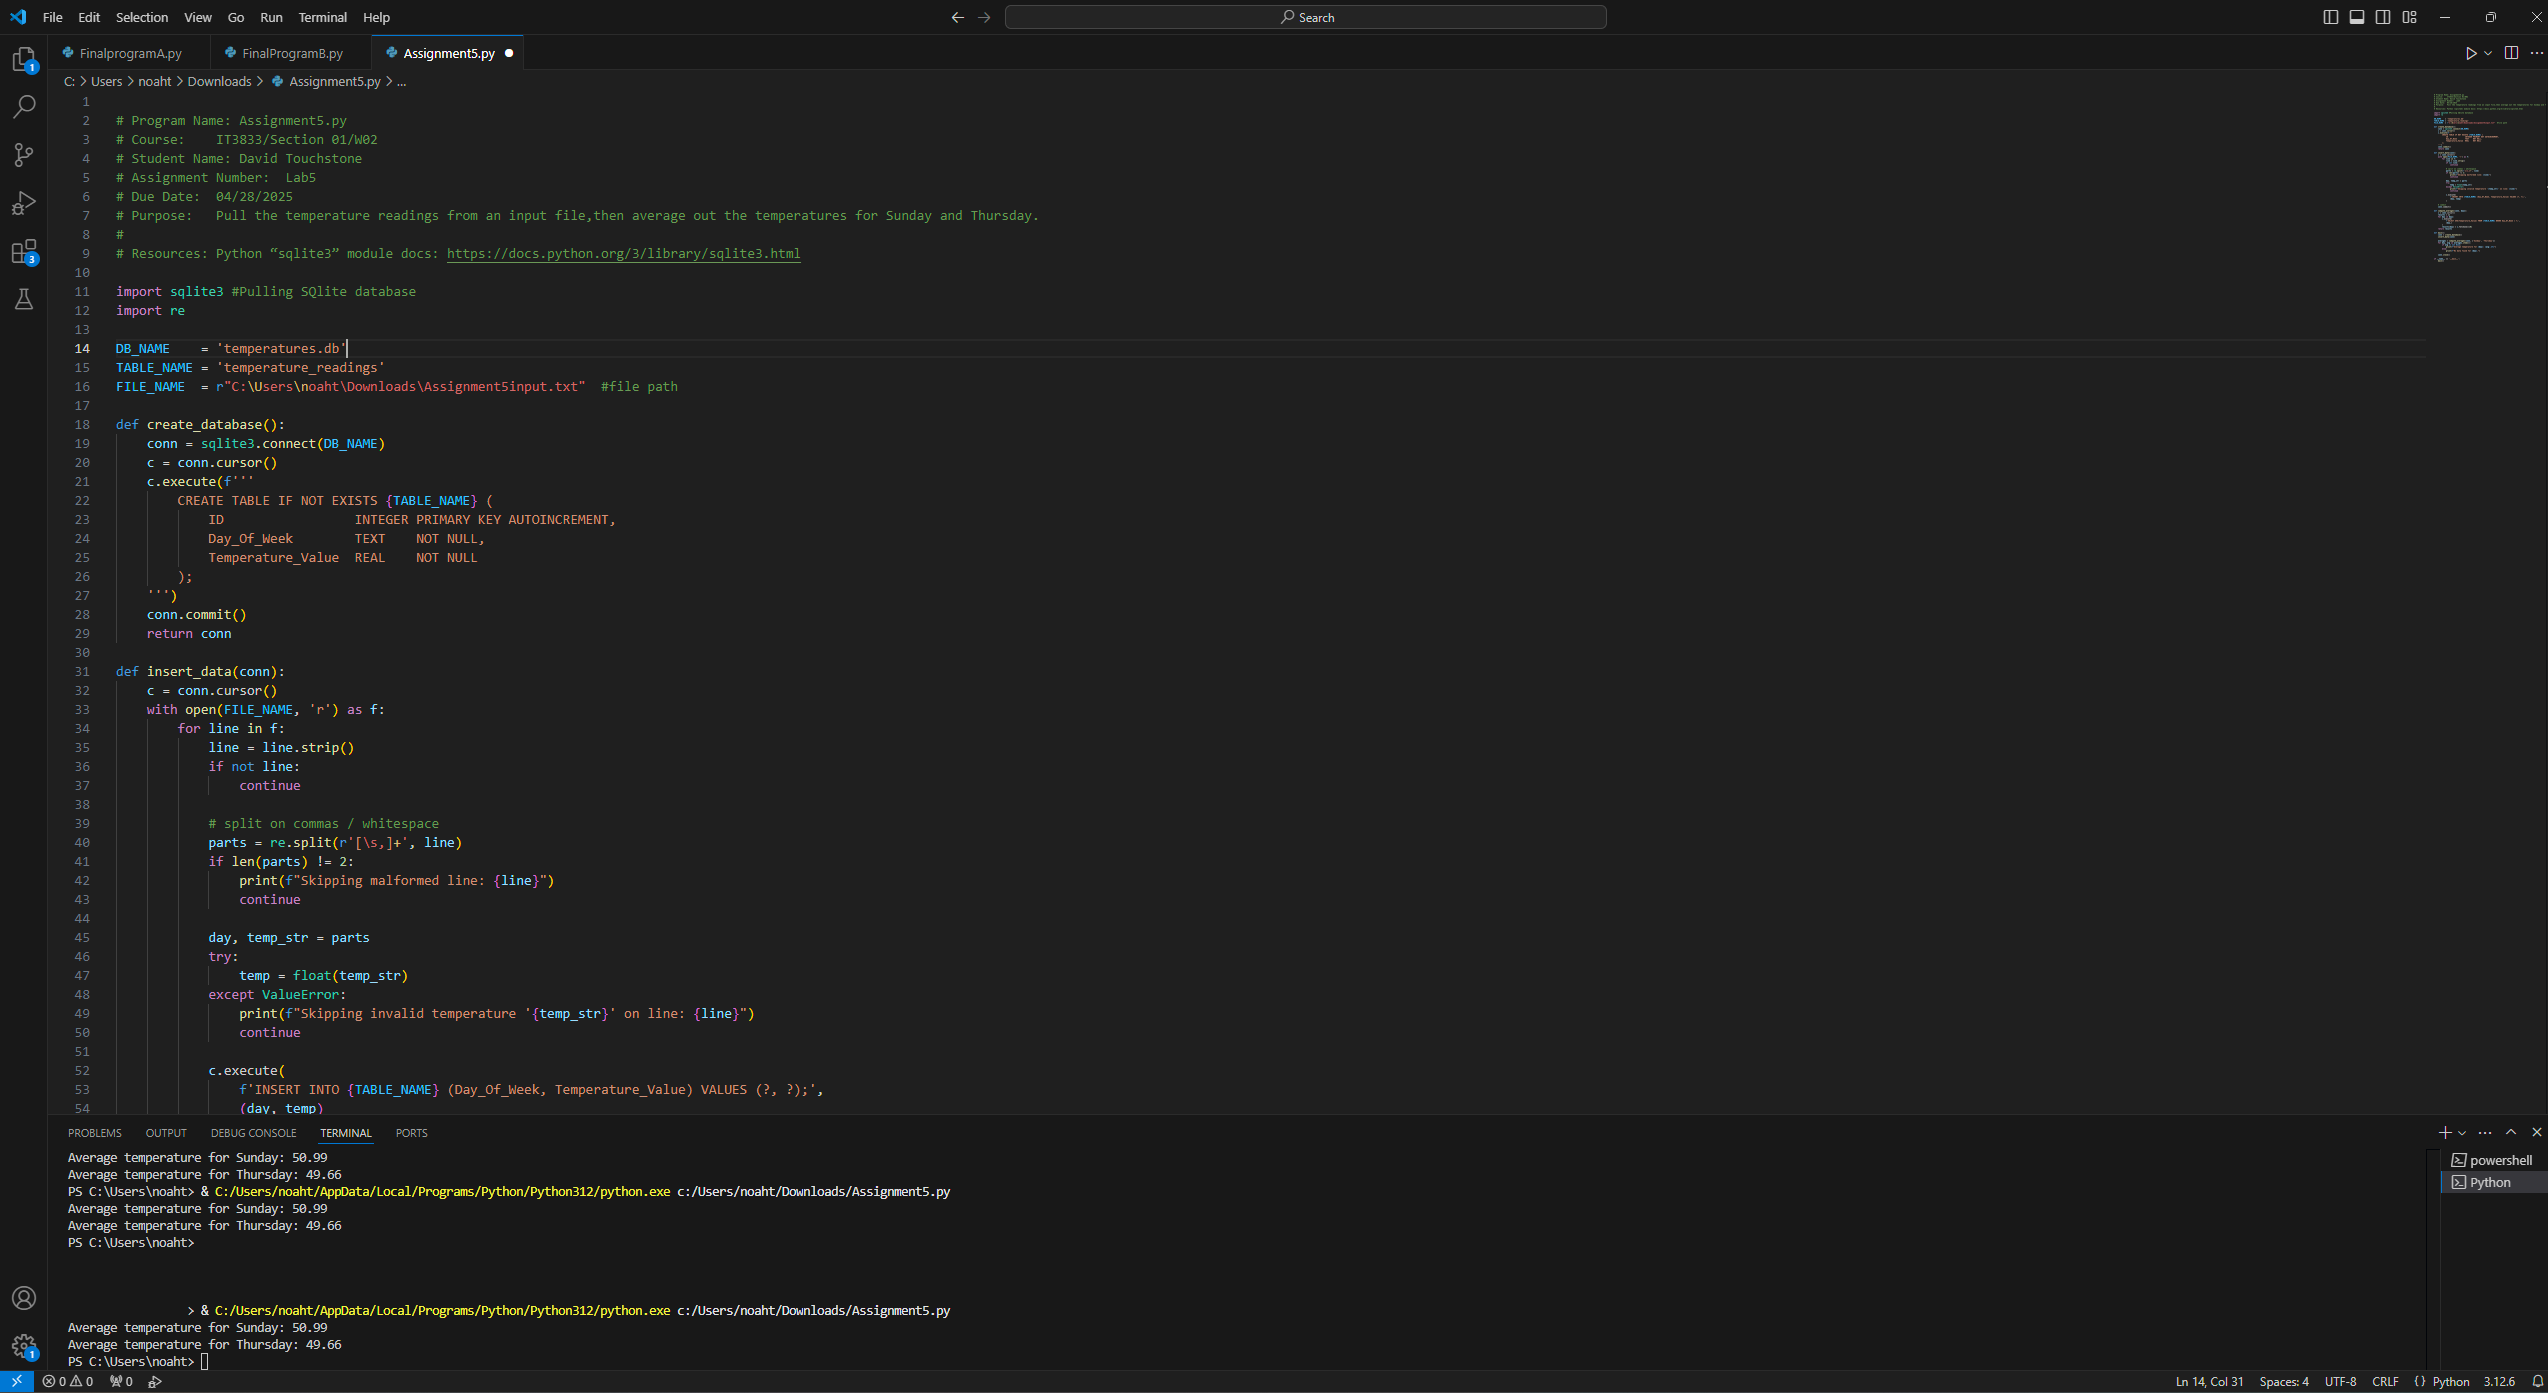 File Edit Selection View Go Run Terminal Help
Search
FinalprogramA.py FinalProgramB.py Assignment5.py
C: > Users > noaht > Downloads > Assignment5.py > ...
1
2 # Program Name: Assignment5.py
3 # Course:    IT3833/Section 01/W02
4 # Student Name: David Touchstone
5 # Assignment Number:  Lab5
6 # Due Date:  04/28/2025
7 # Purpose:   Pull the temperature readings from an input file,then average out the temperatures for Sunday and Thursday.
8 #
9 # Resources: Python “sqlite3” module docs: https://docs.python.org/3/library/sqlite3.html
10
11 import sqlite3 #Pulling SQlite database
12 import re
13
14 DB_NAME    = 'temperatures.db'
15 TABLE_NAME = 'temperature_readings'
16 FILE_NAME  = r"C:\Users\noaht\Downloads\Assignment5input.txt"  #file path
17
18 def create_database():
19     conn = sqlite3.connect(DB_NAME)
20     c = conn.cursor()
21     c.execute(f'''
22         CREATE TABLE IF NOT EXISTS {TABLE_NAME} (
23             ID                 INTEGER PRIMARY KEY AUTOINCREMENT,
24             Day_Of_Week        TEXT    NOT NULL,
25             Temperature_Value  REAL    NOT NULL
26         );
27     ''')
28     conn.commit()
29     return conn
30
31 def insert_data(conn):
32     c = conn.cursor()
33     with open(FILE_NAME, 'r') as f:
34         for line in f:
35             line = line.strip()
36             if not line:
37                 continue
38
39             # split on commas / whitespace
40             parts = re.split(r'[\s,]+', line)
41             if len(parts) != 2:
42                 print(f"Skipping malformed line: {line}")
43                 continue
44
45             day, temp_str = parts
46             try:
47                 temp = float(temp_str)
48             except ValueError:
49                 print(f"Skipping invalid temperature '{temp_str}' on line: {line}")
50                 continue
51
52             c.execute(
53                 f'INSERT INTO {TABLE_NAME} (Day_Of_Week, Temperature_Value) VALUES (?, ?);',
54                 (day, temp)
PROBLEMS OUTPUT DEBUG CONSOLE TERMINAL PORTS
Average temperature for Sunday: 50.99
Average temperature for Thursday: 49.66
PS C:\Users\noaht> & C:/Users/noaht/AppData/Local/Programs/Python/Python312/python.exe c:/Users/noaht/Downloads/Assignment5.py
Average temperature for Sunday: 50.99
Average temperature for Thursday: 49.66
PS C:\Users\noaht>
> & C:/Users/noaht/AppData/Local/Programs/Python/Python312/python.exe c:/Users/noaht/Downloads/Assignment5.py
Average temperature for Sunday: 50.99
Average temperature for Thursday: 49.66
PS C:\Users\noaht>
powershell
Python
1
3
1
0 0 0
Ln 14, Col 31 Spaces: 4 UTF-8 CRLF {} Python 3.12.6